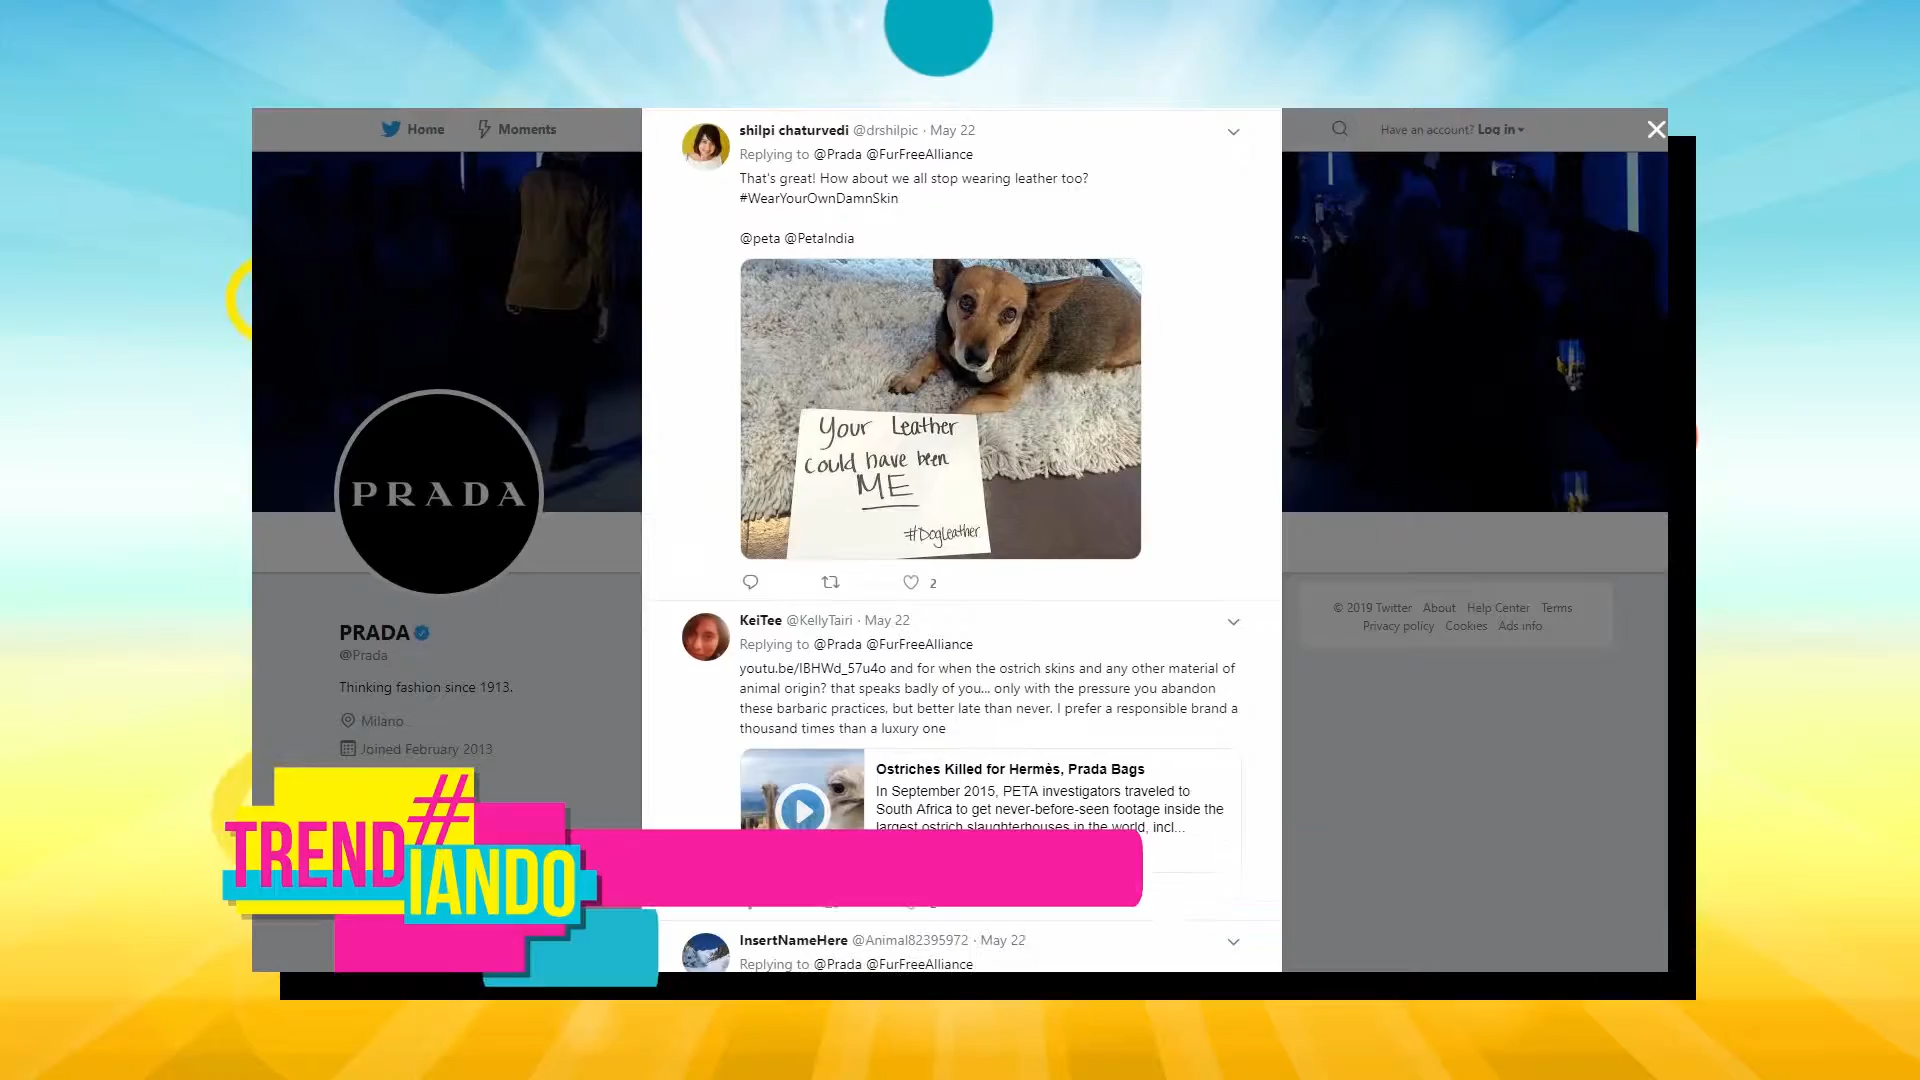 Home
Moments
Have an account? Log in
PRADA
PRADA
@Prada
Thinking fashion since 1913.
Milano
Joined February 2013
shilpi chaturvedi @drshilpic · May 22
Replying to @Prada @FurFreeAlliance
That's great! How about we all stop wearing leather too?
#WearYourOwnDamnSkin
@peta @PetaIndia
Your Leather
could have been
ME
#Dogleather
2
KeiTee @KellyTairi · May 22
Replying to @Prada @FurFreeAlliance
youtu.be/IBHWd_57u4o and for when the ostrich skins and any other material of
animal origin? that speaks badly of you... only with the pressure you abandon
these barbaric practices, but better late than never. I prefer a responsible brand a
thousand times than a luxury one
Ostriches Killed for Hermès, Prada Bags
In September 2015, PETA investigators traveled to
South Africa to get never-before-seen footage inside the
largest ostrich slaughterhouses in the world, incl...
InsertNameHere @Animal82395972 · May 22
Replying to @Prada @FurFreeAlliance
© 2019 Twitter About Help Center Terms
Privacy policy Cookies Ads info
#
TREND
IANDO